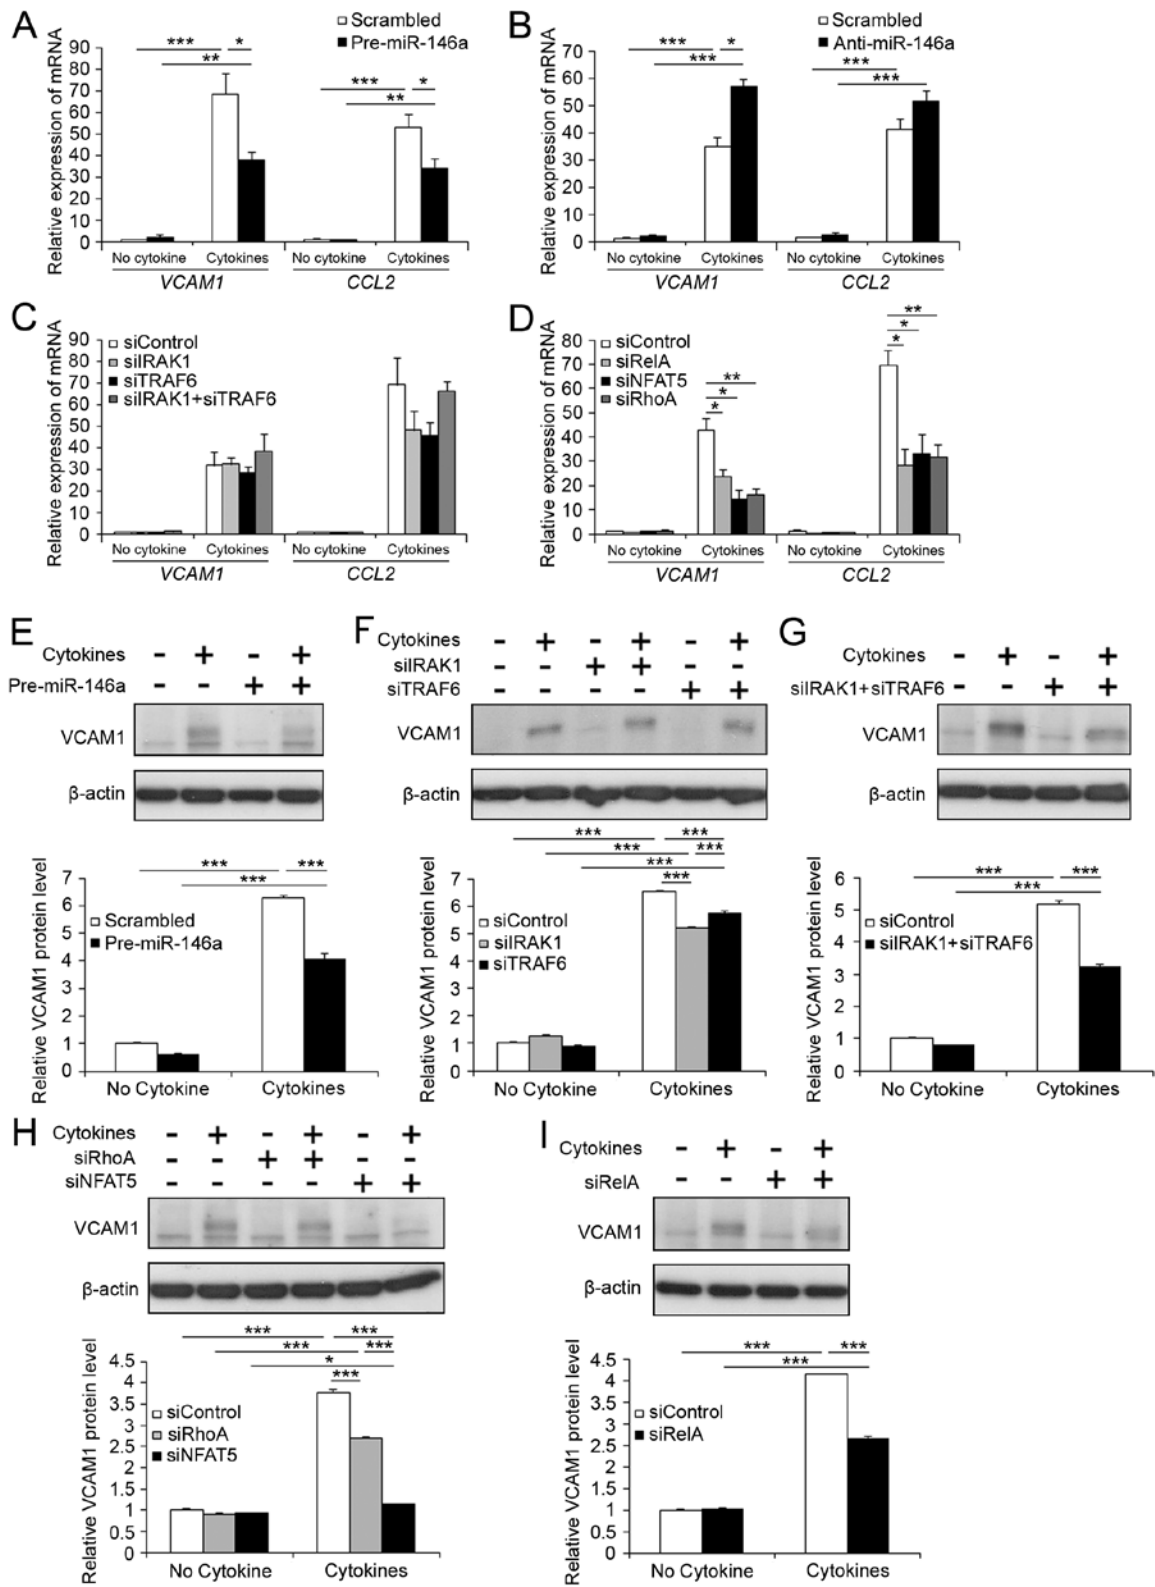 A
Scrambled
Pre-miR-146a
Relative expression of mRNA
90
80
70
60
50
40
30
20
10
0
***
*
**
***
*
**
No cytokine
Cytokines
No cytokine
Cytokines
VCAM1
CCL2
B
Scrambled
Anti-miR-146a
Relative expression of mRNA
70
60
50
40
30
20
10
0
***
*
***
***
***
No cytokine
Cytokines
No cytokine
Cytokines
VCAM1
CCL2
C
siControl
siIRAK1
siTRAF6
siIRAK1+siTRAF6
Relative expression of mRNA
90
80
70
60
50
40
30
20
10
0
No cytokine
Cytokines
No cytokine
Cytokines
VCAM1
CCL2
D
siControl
siRelA
siNFAT5
siRhoA
Relative expression of mRNA
80
70
60
50
40
30
20
10
0
**
*
*
**
*
*
No cytokine
Cytokines
No cytokine
Cytokines
VCAM1
CCL2
E
Cytokines - + - +
Pre-miR-146a - - + +
VCAM1
β-actin
Relative VCAM1 protein level
7
6
5
4
3
2
1
0
***
***
***
Scrambled
Pre-miR-146a
No Cytokine
Cytokines
F
Cytokines - + - + - +
siIRAK1 - - + + - -
siTRAF6 - - - - + +
VCAM1
β-actin
Relative VCAM1 protein level
7
6
5
4
3
2
1
0
***
***
***
***
***
***
siControl
siIRAK1
siTRAF6
No Cytokine
Cytokines
G
Cytokines - + - +
siIRAK1+siTRAF6 - - + +
VCAM1
β-actin
Relative VCAM1 protein level
6
5
4
3
2
1
0
***
***
***
siControl
siIRAK1+siTRAF6
No Cytokine
Cytokines
H
Cytokines - + - + - +
siRhoA - - + + - -
siNFAT5 - - - - + +
VCAM1
β-actin
Relative VCAM1 protein level
4.5
4
3.5
3
2.5
2
1.5
1
0.5
0
***
***
***
***
*
***
siControl
siRhoA
siNFAT5
No Cytokine
Cytokines
I
Cytokines - + - +
siRelA - - + +
VCAM1
β-actin
Relative VCAM1 protein level
4.5
4
3.5
3
2.5
2
1.5
1
0.5
0
***
***
***
siControl
siRelA
No Cytokine
Cytokines